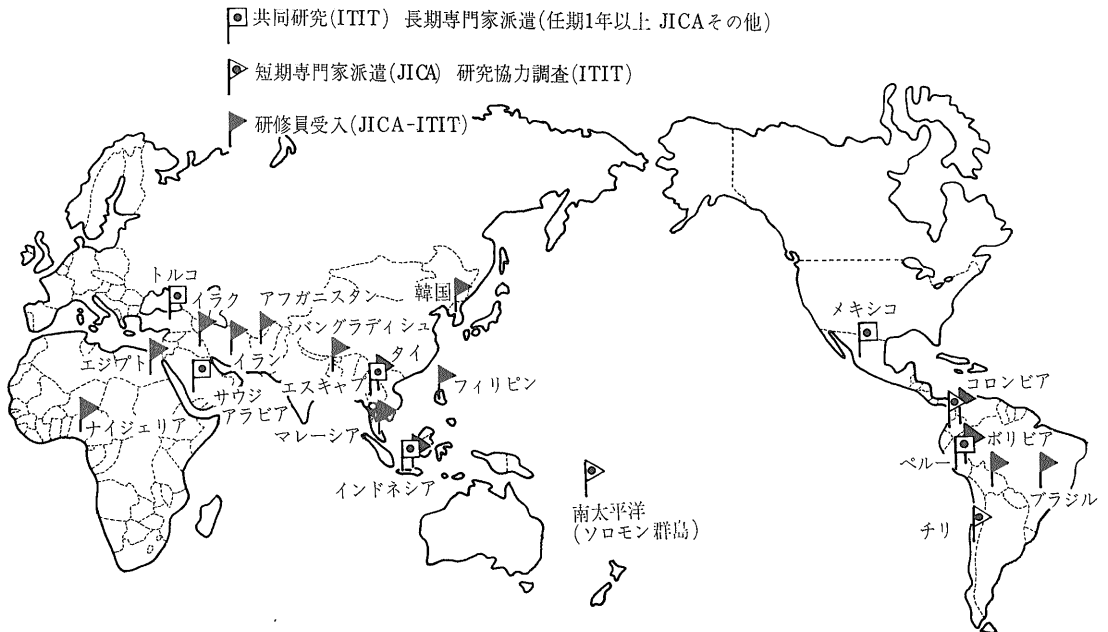 共同研究(ITIT) 長期専門家派遣(任期1年以上 JICAその他)
短期専門家派遣(JICA) 研究協力調査(ITIT)
研修員受入(JICA-ITIT)
トルコ
イラク
アフガニスタン
韓国
メキシコ
バングラディシュ
エジプト
イラン
タイ
エスキャプ
フィリピン
サウジ
アラビア
コロンビア
ナイジェリア
マレーシア
ボリビア
ペルー
インドネシア
ブラジル
南太平洋
(ソロモン群島)
チリ